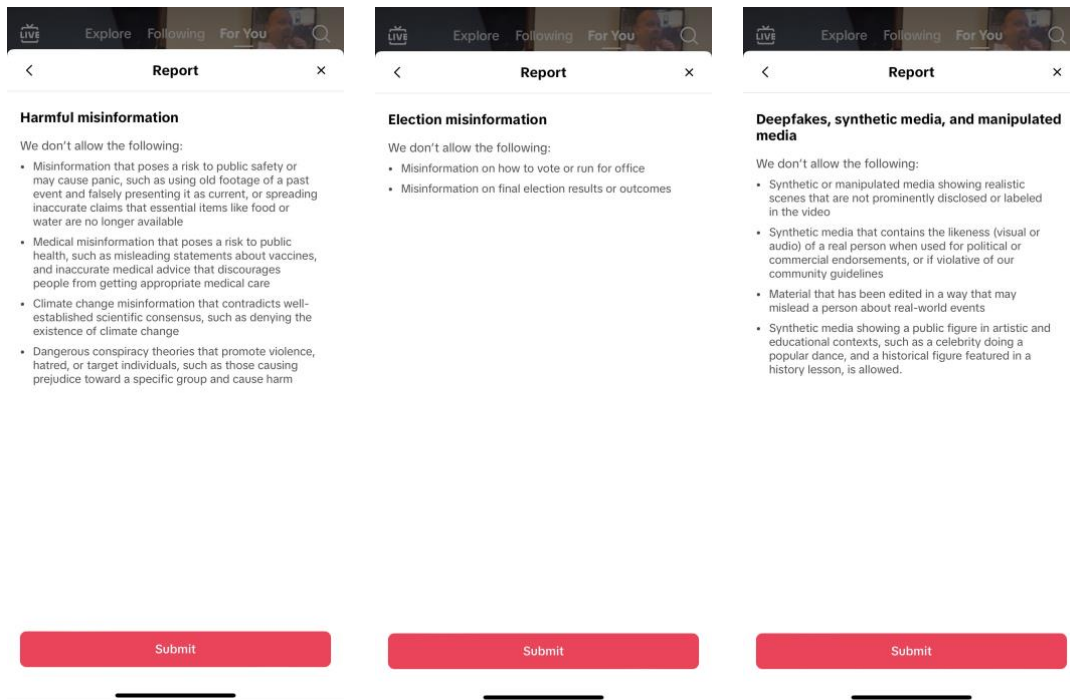 LIVE Explore Following For You
Report
Harmful misinformation
We don’t allow the following:
• Misinformation that poses a risk to public safety or
may cause panic, such as using old footage of a past
event and falsely presenting it as current, or spreading
inaccurate claims that essential items like food or
water are no longer available
• Medical misinformation that poses a risk to public
health, such as misleading statements about vaccines,
and inaccurate medical advice that discourages
people from getting appropriate medical care
• Climate change misinformation that contradicts well-
established scientific consensus, such as denying the
existence of climate change
• Dangerous conspiracy theories that promote violence,
hatred, or target individuals, such as those causing
prejudice toward a specific group and cause harm
Submit
LIVE Explore Following For You
Report
Election misinformation
We don’t allow the following:
• Misinformation on how to vote or run for office
• Misinformation on final election results or outcomes
Submit
LIVE Explore Following For You
Report
Deepfakes, synthetic media, and manipulated
media
We don’t allow the following:
• Synthetic or manipulated media showing realistic
scenes that are not prominently disclosed or labeled
in the video
• Synthetic media that contains the likeness (visual or
audio) of a real person when used for political or
commercial endorsements, or if violative of our
community guidelines
• Material that has been edited in a way that may
mislead a person about real-world events
• Synthetic media showing a public figure in artistic and
educational contexts, such as a celebrity doing a
popular dance, and a historical figure featured in a
history lesson, is allowed.
Submit